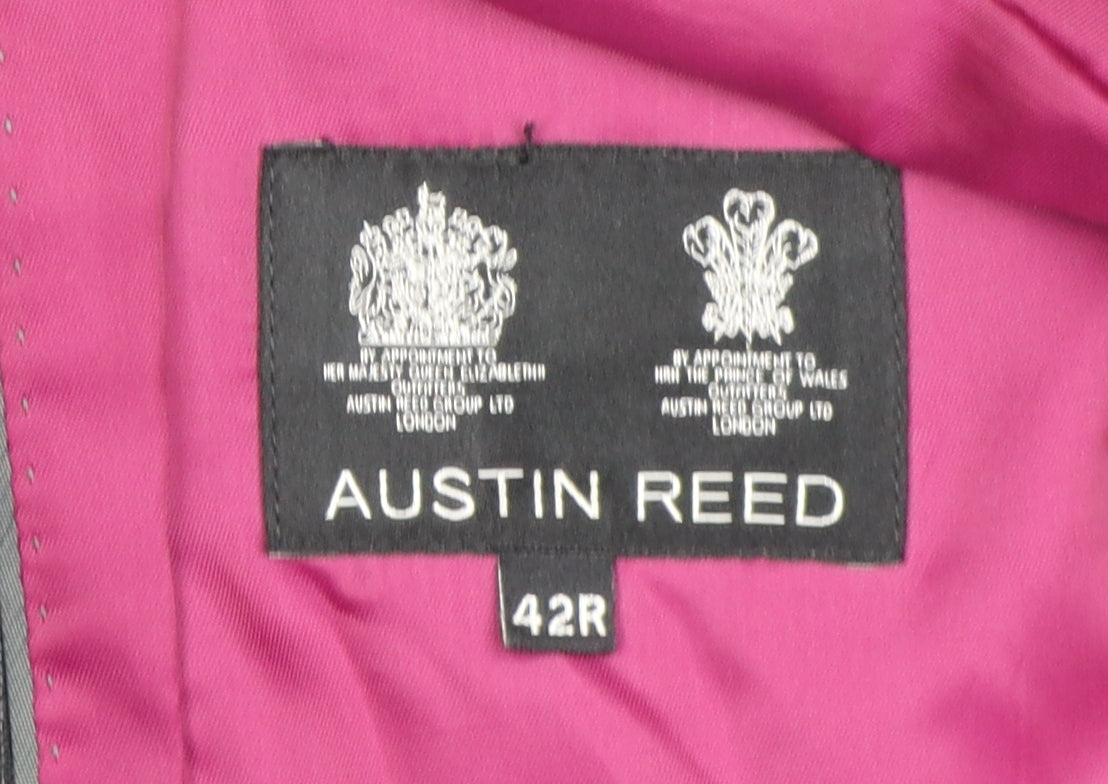 BY APPOINTMENT TO
HER MAJESTY QUEEN ELIZABETH II
OUTFITTERS
AUSTIN REED GROUP LTD
LONDON
BY APPOINTMENT TO
HRH THE PRINCE OF WALES
OUTFITTERS
AUSTIN REED GROUP LTD
LONDON
AUSTIN REED
42R